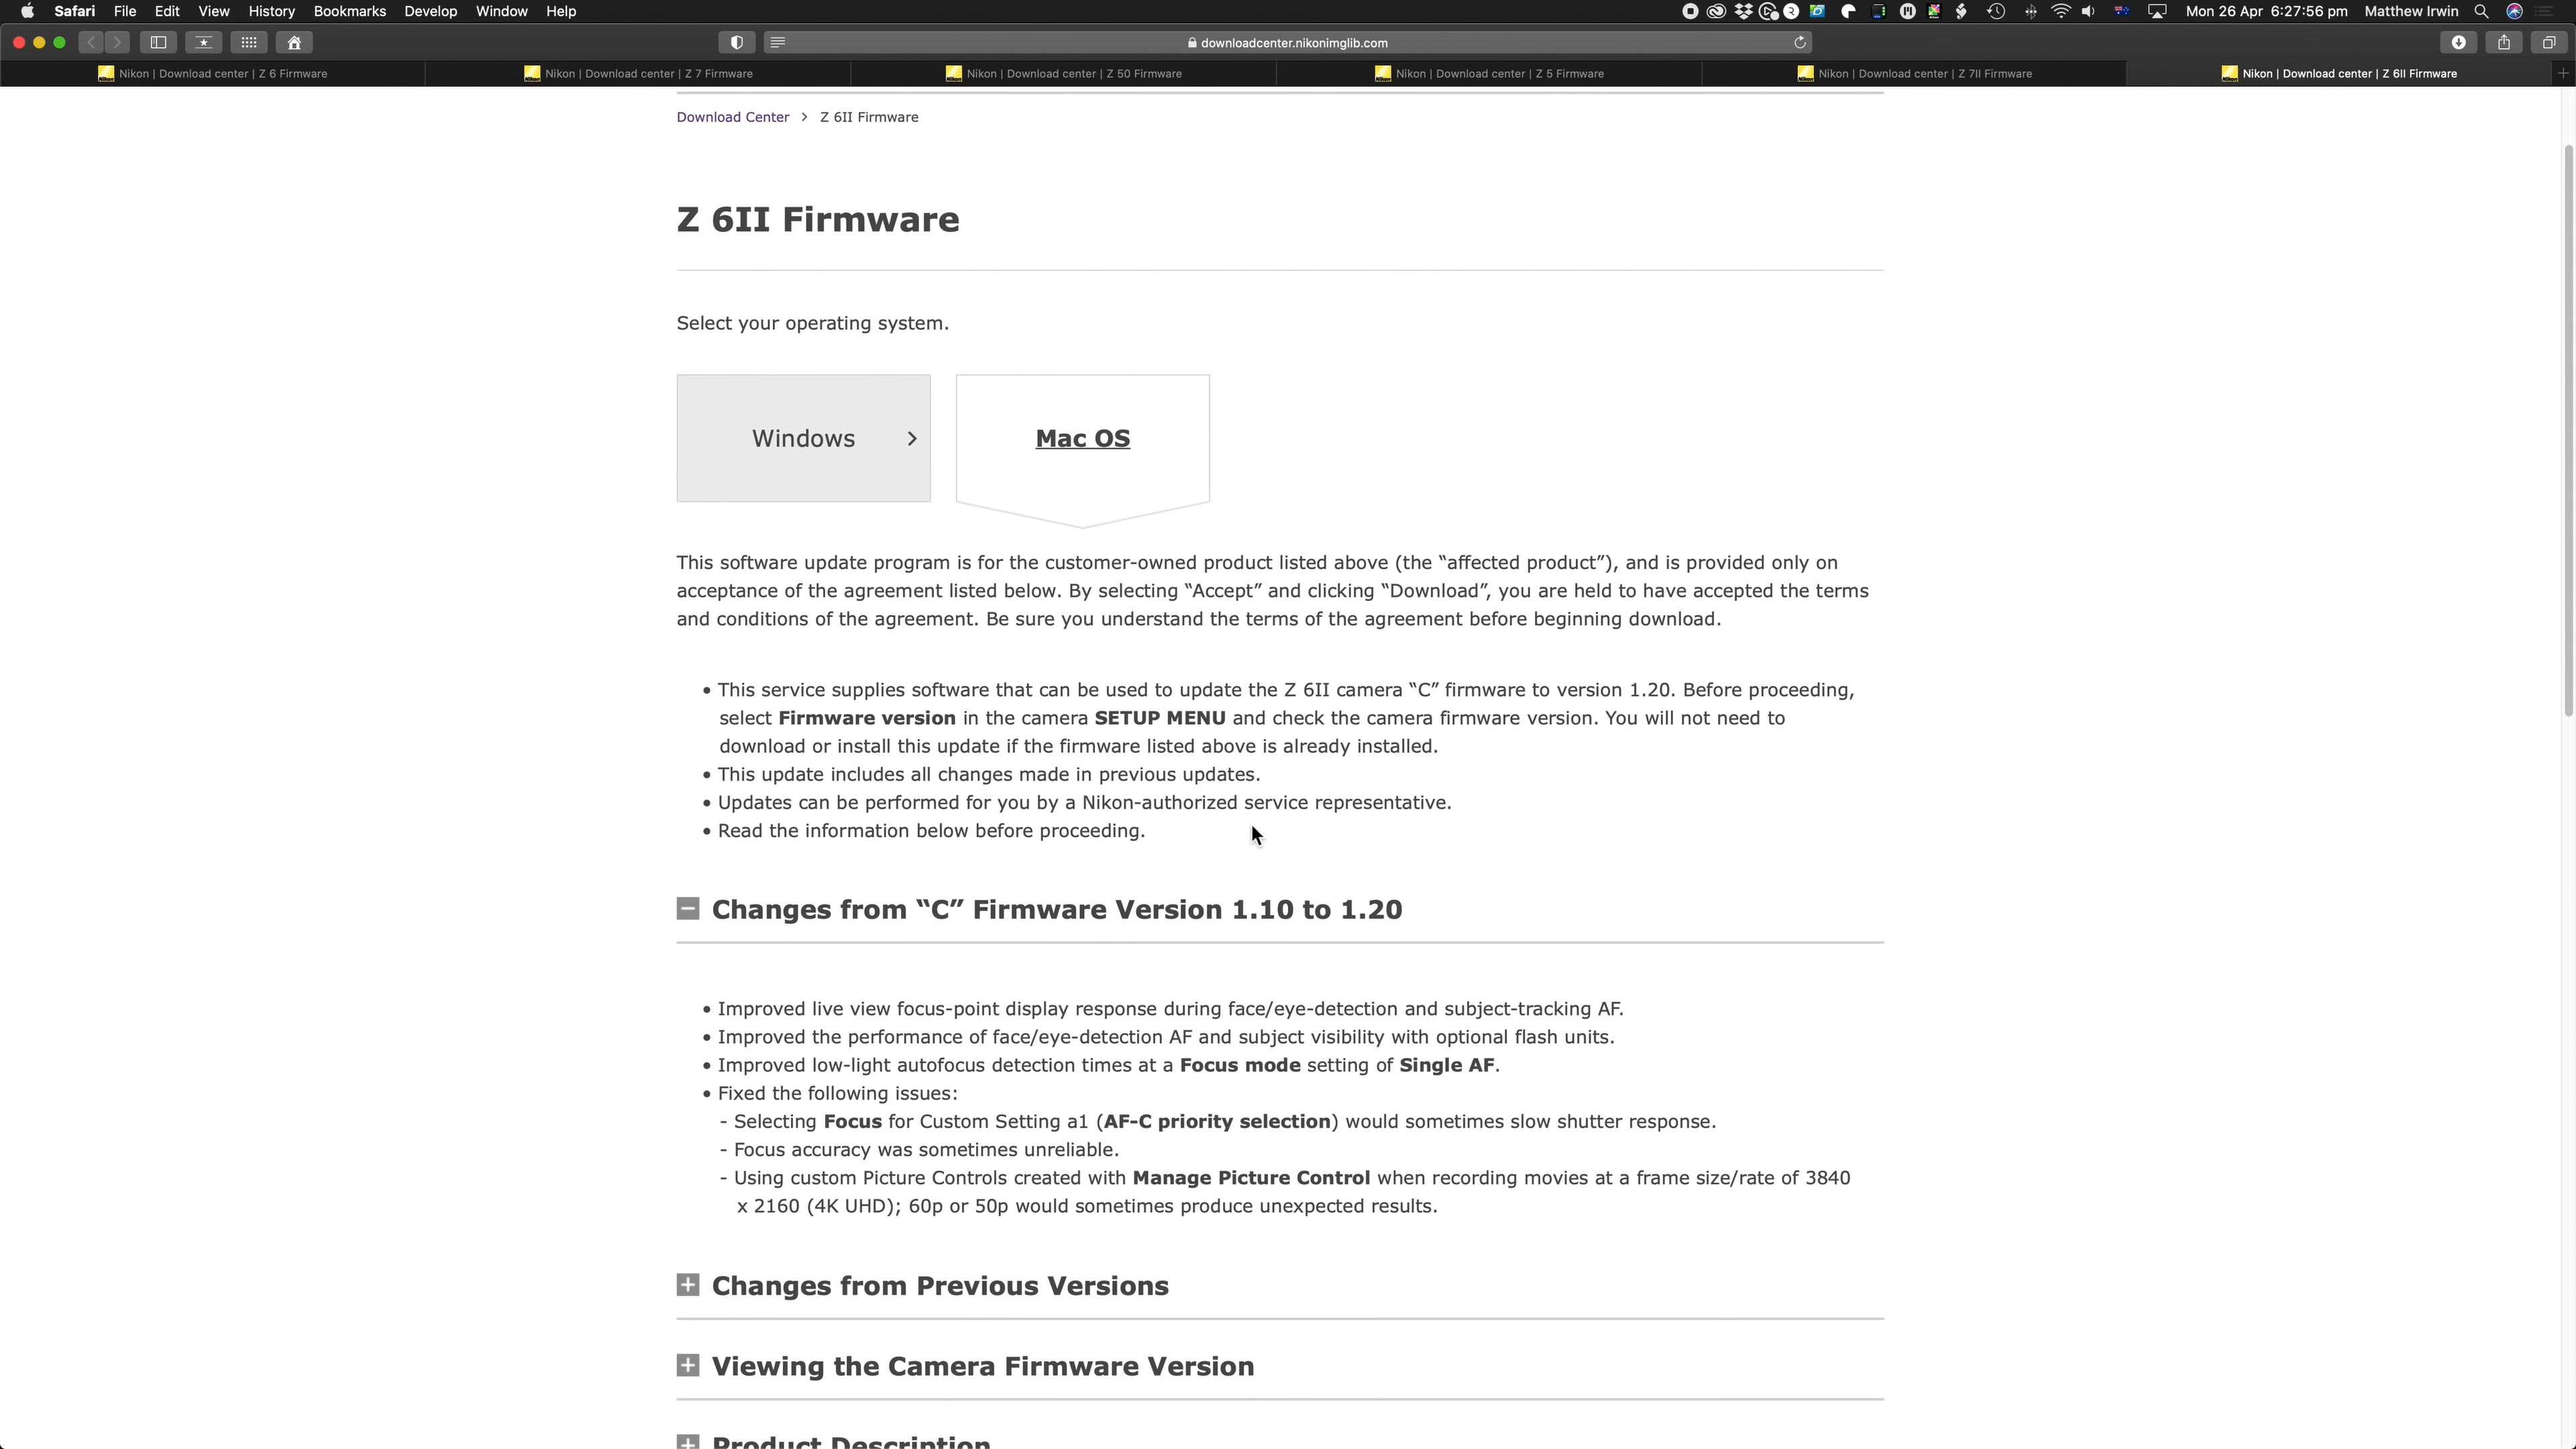 Safari File Edit View History Bookmarks Develop Window Help Mon 26 Apr 6:27:56 pm Matthew Irwin
downloadcenter.nikonimglib.com
Nikon | Download center | Z 6 Firmware Nikon | Download center | Z 7 Firmware Nikon | Download center | Z 50 Firmware Nikon | Download center | Z 5 Firmware Nikon | Download center | Z 7II Firmware Nikon | Download center | Z 6II Firmware
Download Center > Z 6II Firmware
Z 6II Firmware
Select your operating system.
Windows > Mac OS
This software update program is for the customer-owned product listed above (the “affected product”), and is provided only on
acceptance of the agreement listed below. By selecting “Accept” and clicking “Download”, you are held to have accepted the terms
and conditions of the agreement. Be sure you understand the terms of the agreement before beginning download.
• This service supplies software that can be used to update the Z 6II camera “C” firmware to version 1.20. Before proceeding,
select Firmware version in the camera SETUP MENU and check the camera firmware version. You will not need to
download or install this update if the firmware listed above is already installed.
• This update includes all changes made in previous updates.
• Updates can be performed for you by a Nikon-authorized service representative.
• Read the information below before proceeding.
Changes from “C” Firmware Version 1.10 to 1.20
• Improved live view focus-point display response during face/eye-detection and subject-tracking AF.
• Improved the performance of face/eye-detection AF and subject visibility with optional flash units.
• Improved low-light autofocus detection times at a Focus mode setting of Single AF.
• Fixed the following issues:
- Selecting Focus for Custom Setting a1 (AF-C priority selection) would sometimes slow shutter response.
- Focus accuracy was sometimes unreliable.
- Using custom Picture Controls created with Manage Picture Control when recording movies at a frame size/rate of 3840
x 2160 (4K UHD); 60p or 50p would sometimes produce unexpected results.
Changes from Previous Versions
Viewing the Camera Firmware Version
Product Description